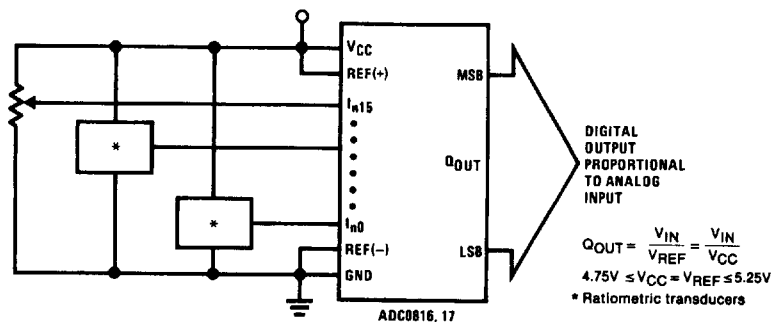 VCC
REF(+)
In15
*
*
In0
REF(−)
GND
MSB
QOUT
LSB
ADC0816, 17
DIGITAL
OUTPUT
PROPORTIONAL
TO ANALOG
INPUT
QOUT = VIN/VREF = VIN/VCC
4.75V ≤ VCC = VREF ≤ 5.25V
* Ratiometric transducers